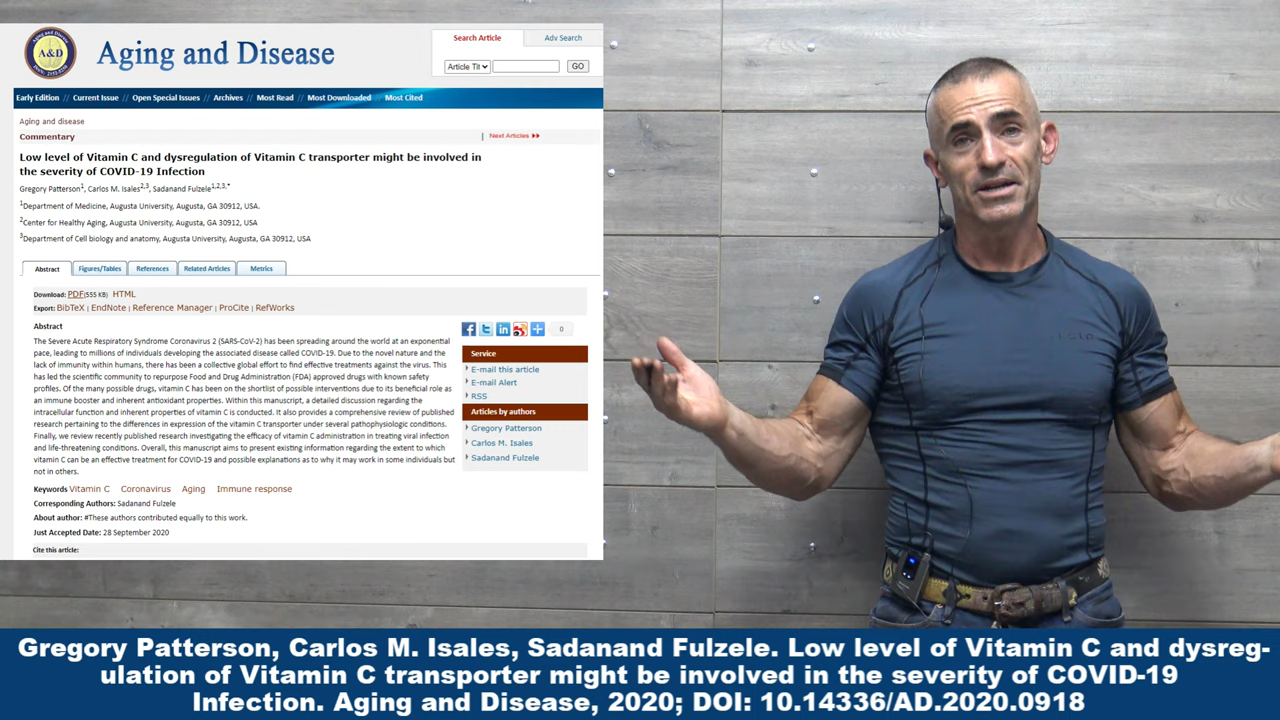 A&D
Aging and Disease
Search Article
Adv Search
Article Tit
GO
Early Edition // Current Issue // Open Special Issues // Archives // Most Read // Most Downloaded Most Cited
Aging and disease
Commentary
| Next Articles
Low level of Vitamin C and dysregulation of Vitamin C transporter might be involved in
the severity of COVID-19 Infection
Gregory Patterson1, Carlos M. Isales2,3, Sadanand Fulzele1,2,3,*
1Department of Medicine, Augusta University, Augusta, GA 30912, USA.
2Center for Healthy Aging, Augusta University, Augusta, GA 30912, USA
3Department of Cell biology and anatomy, Augusta University, Augusta, GA 30912, USA
Abstract Figures/Tables References Related Articles Metrics
Download: PDF(555 KB) HTML
Export: BibTeX | EndNote | Reference Manager | ProCite | RefWorks
Abstract
The Severe Acute Respiratory Syndrome Coronavirus 2 (SARS-CoV-2) has been spreading around the world at an exponential
pace, leading to millions of individuals developing the associated disease called COVID-19. Due to the novel nature and the
lack of immunity within humans, there has been a collective global effort to find effective treatments against the virus. This
has led the scientific community to repurpose Food and Drug Administration (FDA) approved drugs with known safety
profiles. Of the many possible drugs, vitamin C has been on the shortlist of possible interventions due to its beneficial role as
an immune booster and inherent antioxidant properties. Within this manuscript, a detailed discussion regarding the
intracellular function and inherent properties of vitamin C is conducted. It also provides a comprehensive review of published
research pertaining to the differences in expression of the vitamin C transporter under several pathophysiologic conditions.
Finally, we review recently published research investigating the efficacy of vitamin C administration in treating viral infection
and life-threatening conditions. Overall, this manuscript aims to present existing information regarding the extent to which
vitamin C can be an effective treatment for COVID-19 and possible explanations as to why it may work in some individuals but
not in others.
0
Service
E-mail this article
E-mail Alert
RSS
Articles by authors
Gregory Patterson
Carlos M. Isales
Sadanand Fulzele
Keywords Vitamin C Coronavirus Aging Immune response
Corresponding Authors: Sadanand Fulzele
About author: #These authors contributed equally to this work.
Just Accepted Date: 28 September 2020
Cite this article:
Gregory Patterson, Carlos M. Isales, Sadanand Fulzele. Low level of Vitamin C and dysreg-
ulation of Vitamin C transporter might be involved in the severity of COVID-19
Infection. Aging and Disease, 2020; DOI: 10.14336/AD.2020.0918